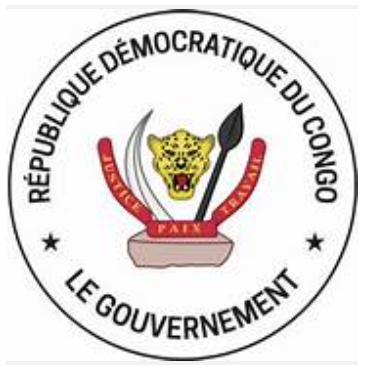 RÉPUBLIQUE DÉMOCRATIQUE DU CONGO
JUSTICE
PAIX
TRAVAIL
LE GOUVERNEMENT